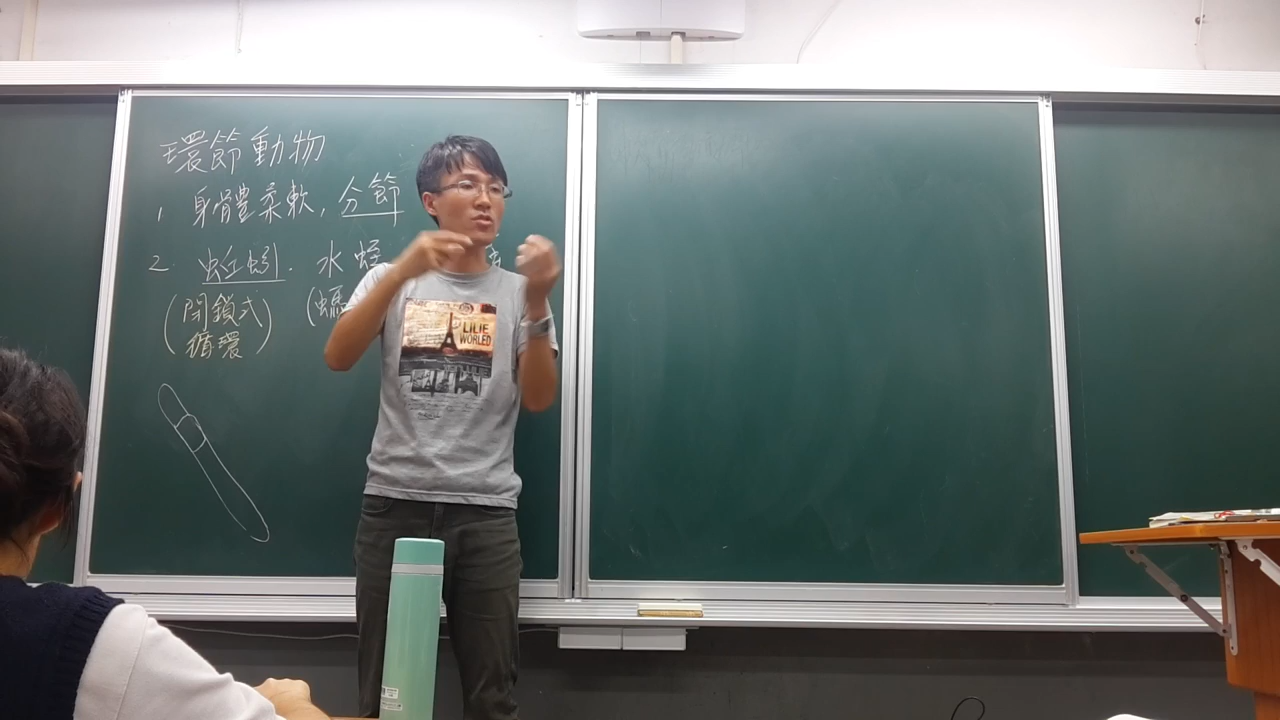 環節動物
1. 身體柔軟, 分節
2. 蚯蚓. 水蛭
(閉鎖式循環)
LILIE
WORLED